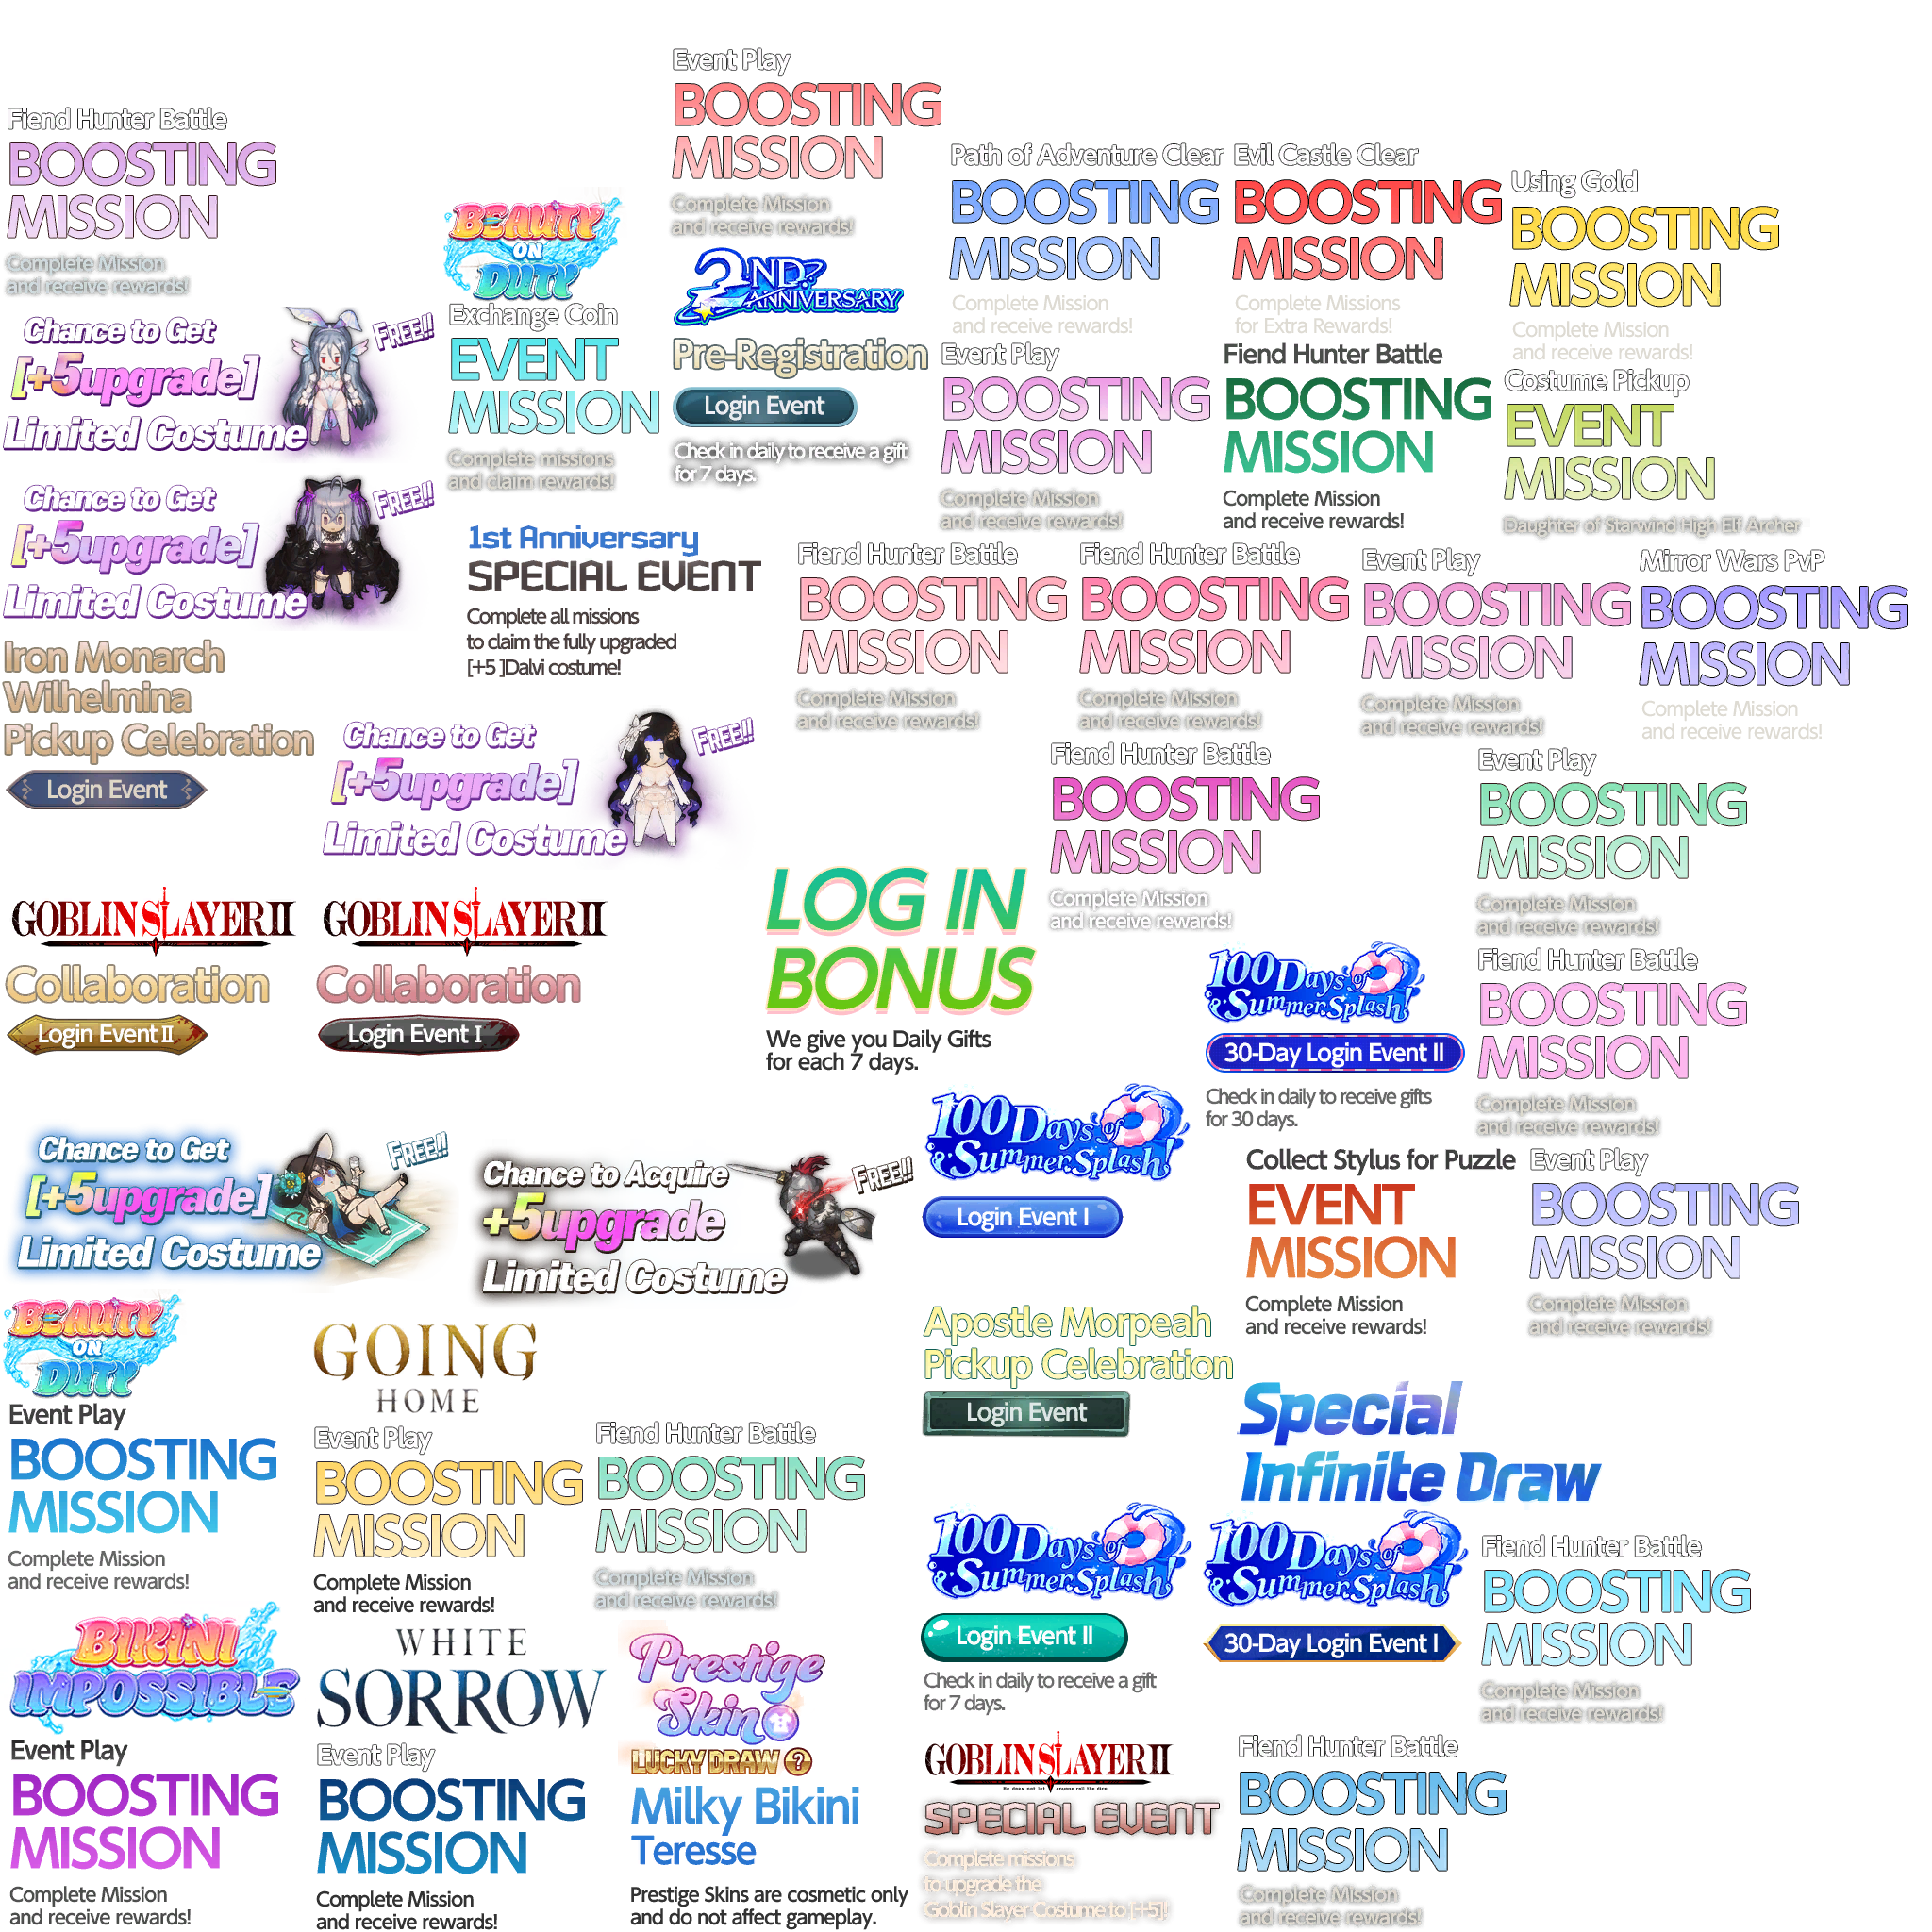 Event Play
BOOSTING
MISSION
Complete Mission
and receive rewards!
Fiend Hunter Battle
BOOSTING
MISSION
Complete Mission
and receive rewards!
Path of Adventure Clear
BOOSTING
MISSION
Complete Mission
and receive rewards!
Evil Castle Clear
BOOSTING
MISSION
Complete Missions
for Extra Rewards!
Using Gold
BOOSTING
MISSION
Complete Mission
and receive rewards!
BEAUTY
ON
DUTY
Exchange Coin
EVENT
MISSION
Complete missions
and claim rewards!
2ND
ANNIVERSARY
Pre-Registration
Login Event
Check in daily to receive a gift
for 7 days.
Chance to Get
FREE!!
[+5upgrade]
Limited Costume
Event Play
BOOSTING
MISSION
Complete Mission
and receive rewards!
Fiend Hunter Battle
BOOSTING
MISSION
Complete Mission
and receive rewards!
Costume Pickup
EVENT
MISSION
Daughter of Starwind High Elf Archer
Chance to Get
FREE!!
[+5upgrade]
Limited Costume
1st Anniversary
SPECIAL EVENT
Complete all missions
to claim the fully upgraded
[+5 ]Dalvi costume!
Fiend Hunter Battle
BOOSTING
MISSION
Complete Mission
and receive rewards!
Fiend Hunter Battle
BOOSTING
MISSION
Complete Mission
and receive rewards!
Event Play
BOOSTING
MISSION
Complete Mission
and receive rewards!
Mirror Wars PvP
BOOSTING
MISSION
Complete Mission
and receive rewards!
Iron Monarch
Wilhelmina
Pickup Celebration
Login Event
Chance to Get
FREE!!
[+5upgrade]
Limited Costume
Fiend Hunter Battle
BOOSTING
MISSION
Complete Mission
and receive rewards!
Event Play
BOOSTING
MISSION
Complete Mission
and receive rewards!
GOBLIN SLAYER II
Collaboration
Login Event II
GOBLIN SLAYER II
Collaboration
Login Event I
LOG IN
BONUS
We give you Daily Gifts
for each 7 days.
100 Days of
Summer Splash!
30-Day Login Event II
Check in daily to receive gifts
for 30 days.
Fiend Hunter Battle
BOOSTING
MISSION
Complete Mission
and receive rewards!
100 Days of
Summer Splash!
Login Event I
Chance to Get
FREE!!
[+5upgrade]
Limited Costume
Chance to Acquire
FREE!!
+5upgrade
Limited Costume
Collect Stylus for Puzzle
EVENT
MISSION
Complete Mission
and receive rewards!
Event Play
BOOSTING
MISSION
Complete Mission
and receive rewards!
BEAUTY
ON
DUTY
Event Play
BOOSTING
MISSION
Complete Mission
and receive rewards!
GOING
HOME
Event Play
BOOSTING
MISSION
Complete Mission
and receive rewards!
Fiend Hunter Battle
BOOSTING
MISSION
Complete Mission
and receive rewards!
Apostle Morpeah
Pickup Celebration
Login Event
Special
Infinite Draw
100 Days of
Summer Splash!
Login Event II
Check in daily to receive a gift
for 7 days.
100 Days of
Summer Splash!
30-Day Login Event I
Fiend Hunter Battle
BOOSTING
MISSION
Complete Mission
and receive rewards!
BIKINI
IMPOSSIBLE
Event Play
BOOSTING
MISSION
Complete Mission
and receive rewards!
WHITE
SORROW
Event Play
BOOSTING
MISSION
Complete Mission
and receive rewards!
Prestige
Skin
LUCKY DRAW ?
Milky Bikini
Teresse
Prestige Skins are cosmetic only
and do not affect gameplay.
GOBLIN SLAYER II
SPECIAL EVENT
Complete missions
to upgrade the
Goblin Slayer Costume to [+5]!
Fiend Hunter Battle
BOOSTING
MISSION
Complete Mission
and receive rewards!